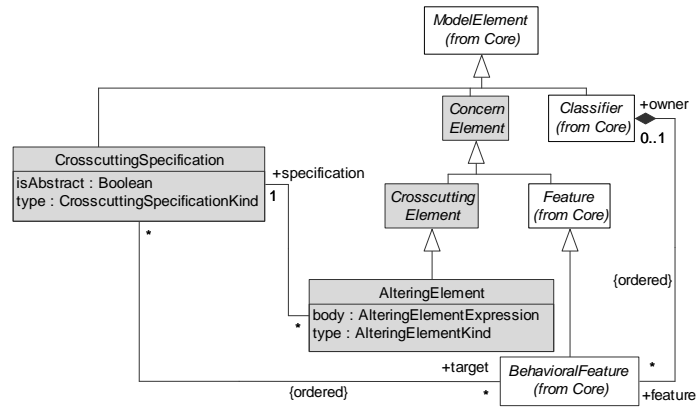 ModelElement
(from Core)
Concern
Element
Classifier
(from Core)
+owner
0..1
CrosscuttingSpecification
isAbstract : Boolean
type : CrosscuttingSpecificationKind
+specification
1
Crosscutting
Element
Feature
(from Core)
*
{ordered}
AlteringElement
body : AlteringElementExpression
type : AlteringElementKind
*
+target
BehavioralFeature
(from Core)
*
{ordered}
*
+feature